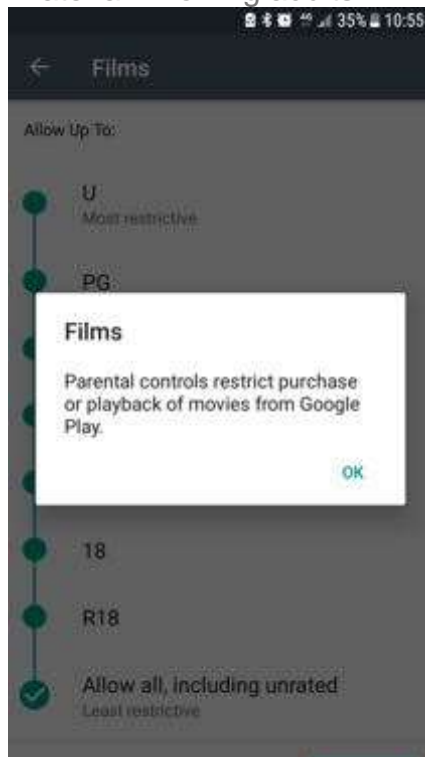 35% 10:55
Films
Allow Up To:
U
Most restrictive
PG
Films
Parental controls restrict purchase
or playback of movies from Google
Play.
OK
18
R18
Allow all, including unrated
Least restrictive